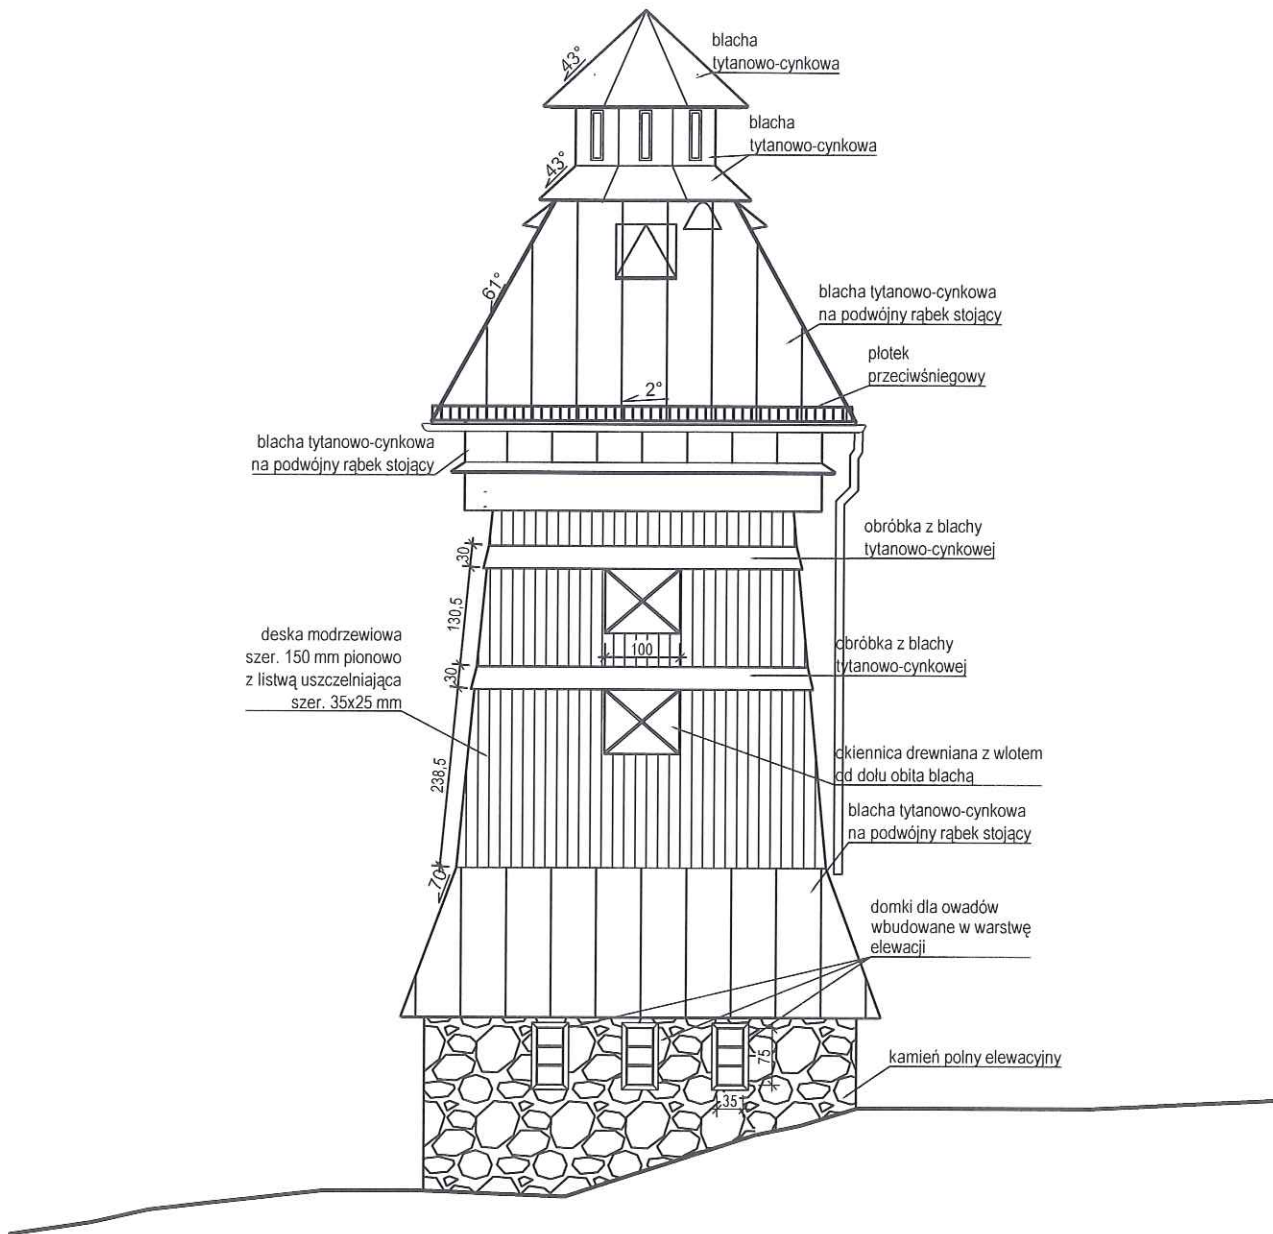 43°
blacha
tytanowo-cynkowa
blacha
tytanowo-cynkowa
43°
61°
blacha tytanowo-cynkowa
na podwójny rąbek stojący
płotek
przeciwśniegowy
2°
blacha tytanowo-cynkowa
na podwójny rąbek stojący
obróbka z blachy
tytanowo-cynkowej
30
130,5
deska modrzewiowa
szer. 150 mm pionowo
z listwą uszczelniająca
szer. 35x25 mm
100
obróbka z blachy
tytanowo-cynkowej
30
238,5
okiennica drewniana z wlotem
od dołu obita blachą
blacha tytanowo-cynkowa
na podwójny rąbek stojący
70
domki dla owadów
wbudowane w warstwę
elewacji
75
35
kamień polny elewacyjny